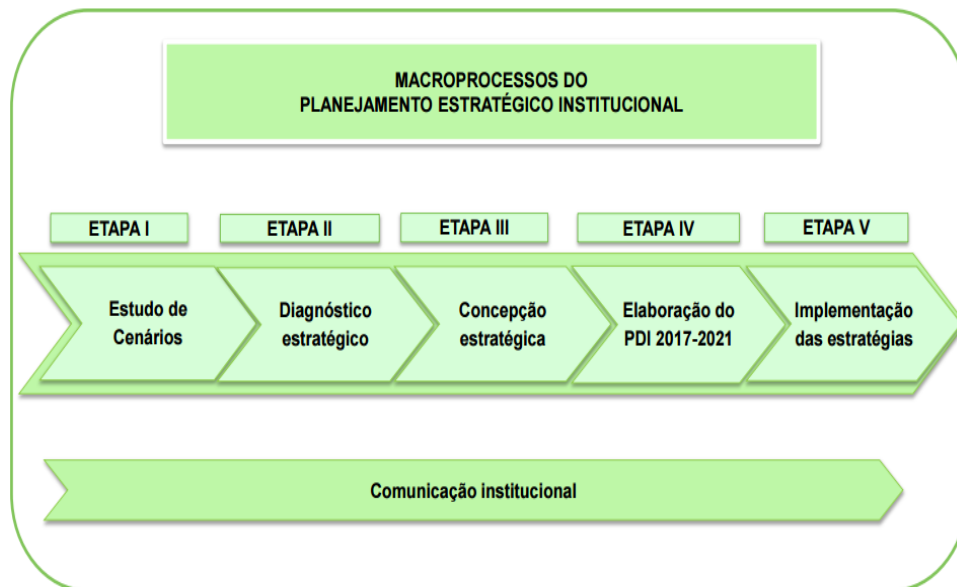 MACROPROCESSOS DO
PLANEJAMENTO ESTRATÉGICO INSTITUCIONAL
ETAPA I
ETAPA II
ETAPA III
ETAPA IV
ETAPA V
Estudo de
Cenários
Diagnóstico
estratégico
Concepção
estratégica
Elaboração do
PDI 2017-2021
Implementação
das estratégias
Comunicação institucional